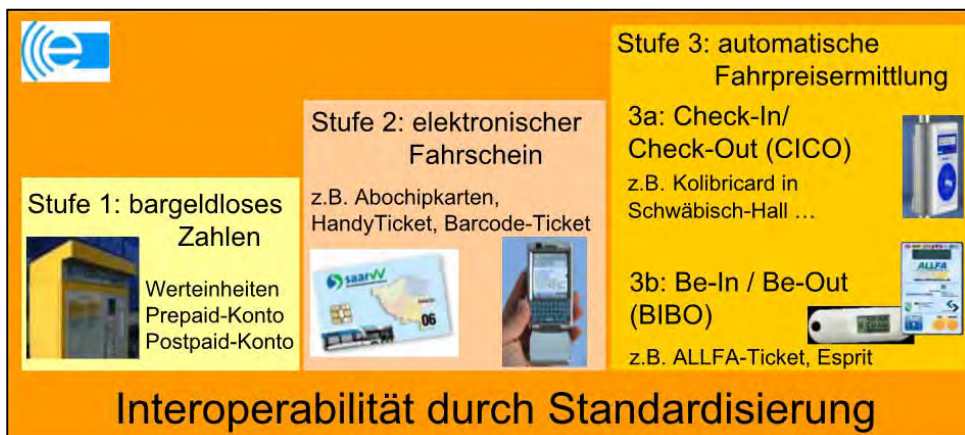 e
Stufe 1: bargeldloses
Zahlen
Werteinheiten
Prepaid-Konto
Postpaid-Konto
Stufe 2: elektronischer
Fahrschein
z.B. Abochipkarten,
HandyTicket, Barcode-Ticket
saarVV
06
Stufe 3: automatische
Fahrpreisermittlung
3a: Check-In/
Check-Out (CICO)
z.B. Kolibricard in
Schwäbisch-Hall …
3b: Be-In / Be-Out
(BIBO)
ALLFA
z.B. ALLFA-Ticket, Esprit
Interoperabilität durch Standardisierung